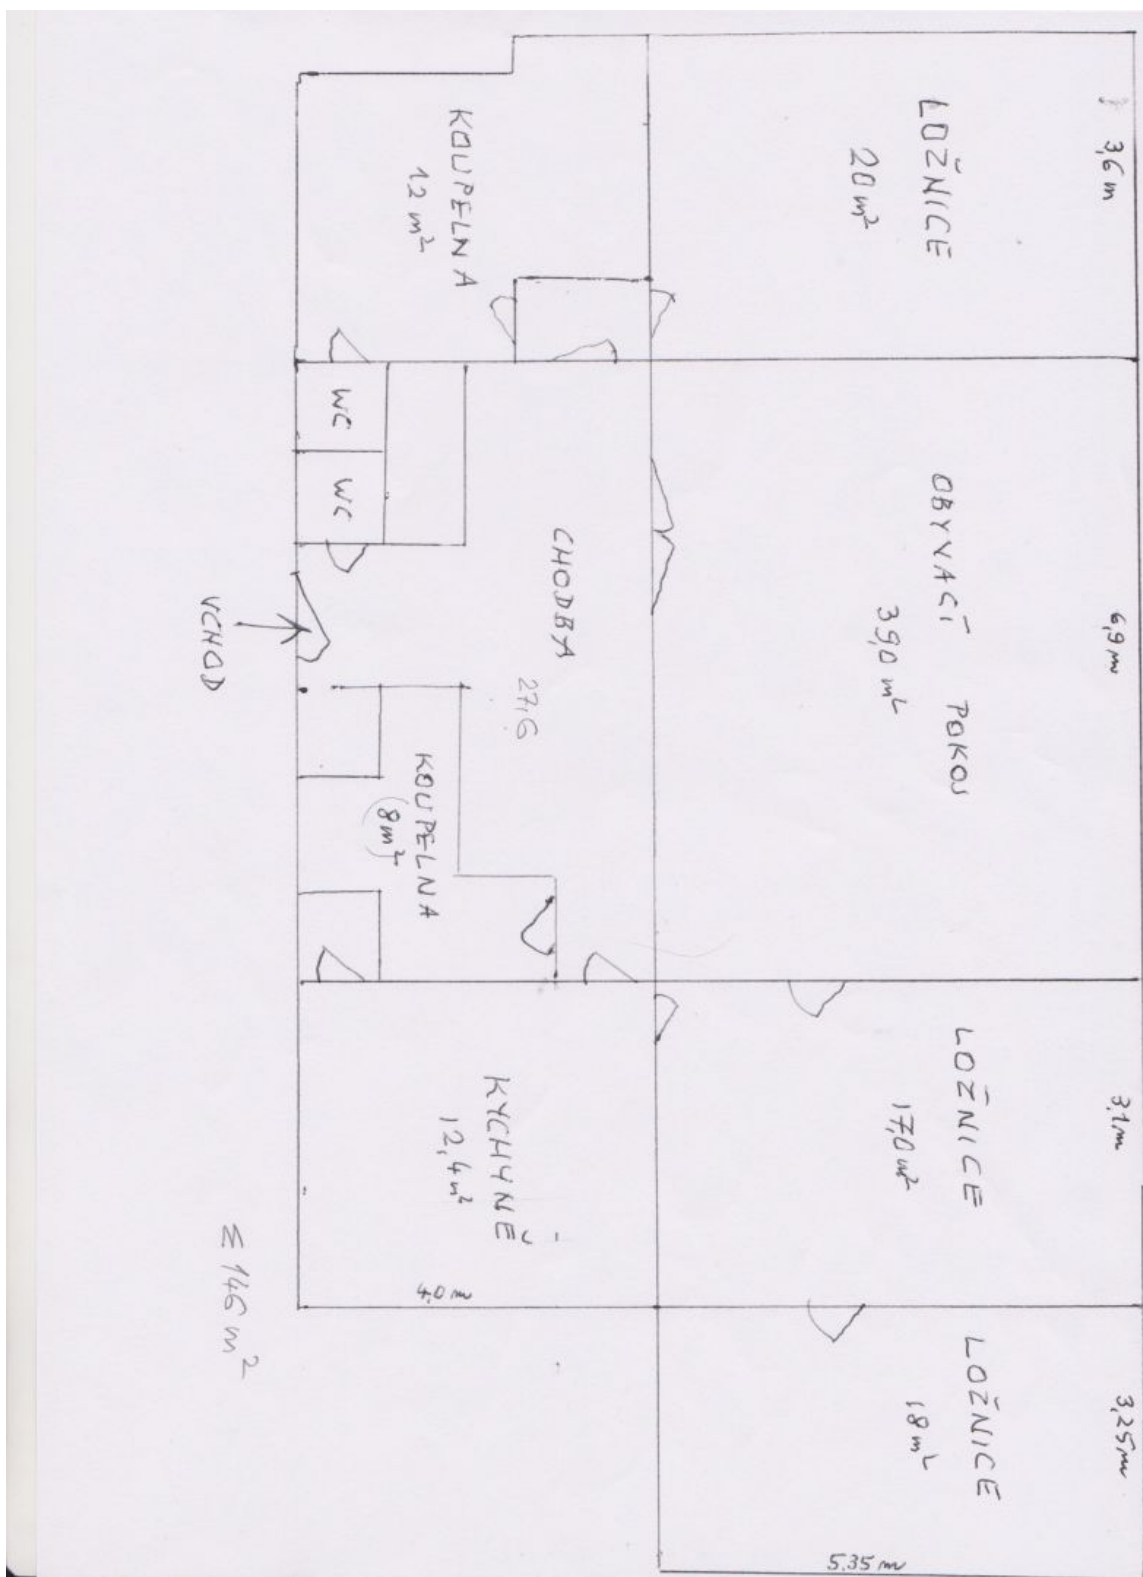 3,6 m
6,9 m
3,1 m
3,25 m
LOŽNICE
20 m²
OBYVACÍ POKOJ
39,0 m²
LOŽNICE
17,0 m²
LOŽNICE
18 m²
5,35 m
KOUPELNA
12 m²
CHODBA
27,6
KOUPELNA
8 m²
KYCHYNĚ
12,4 m²
4,0 m
WC
WC
VCHOD
≤ 146 m²